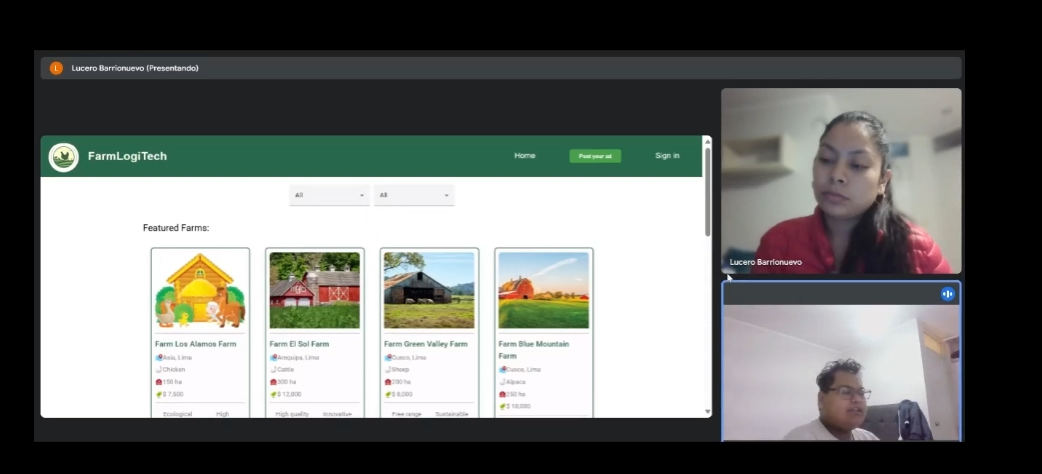 L
Lucero Barrionuevo (Presentando)
FarmLogiTech
Home
Post your ad
Sign in
All
All
Featured Farms:
Farm Los Alamos Farm
Asia, Lima
Chicken
150 ha
$ 7,500
Ecological High
Farm El Sol Farm
Arequipa, Lima
Cattle
300 ha
$ 12,000
High quality Innovative
Farm Green Valley Farm
Cusco, Lima
Sheep
200 ha
$ 8,000
Free range Sustainable
Farm Blue Mountain
Farm
Cusco, Lima
Alpaca
250 ha
$ 10,000
Lucero Barrionuevo